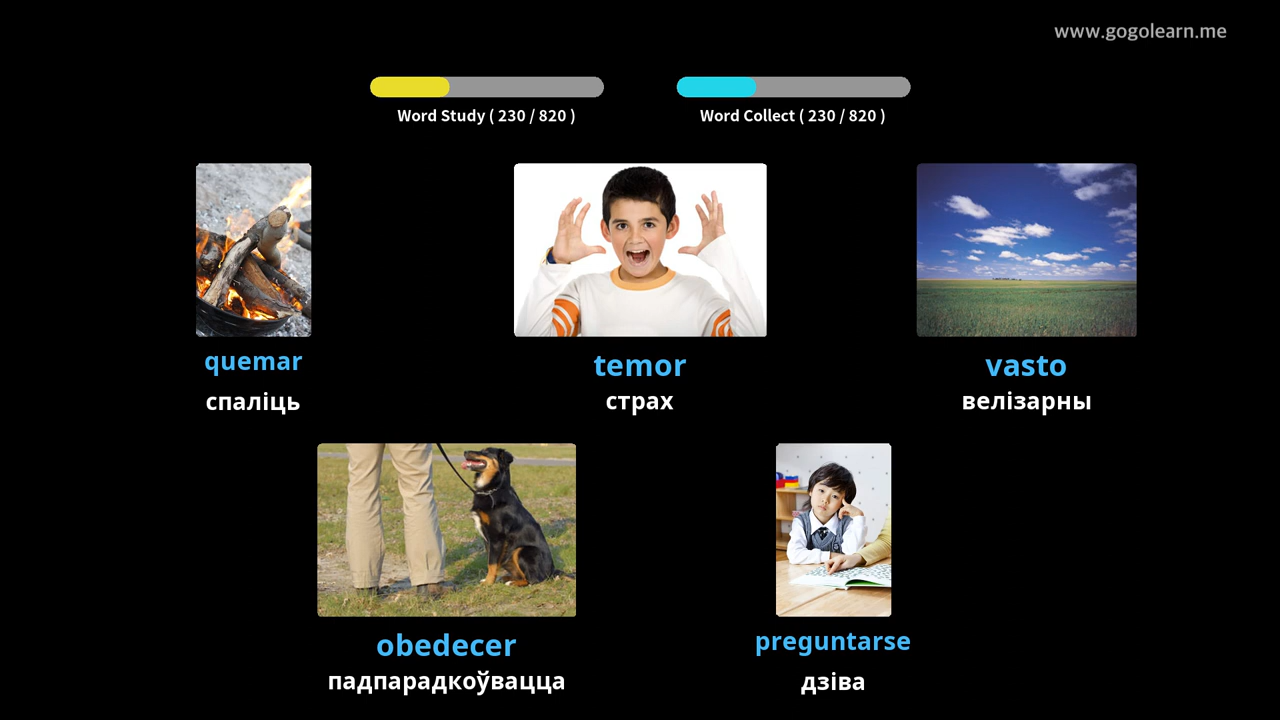 www.gogolearn.me
Word Study ( 230 / 820 )
Word Collect ( 230 / 820 )
quemar
спаліць
temor
страх
vasto
велізарны
obedecer
падпарадкоўвацца
preguntarse
дзіва